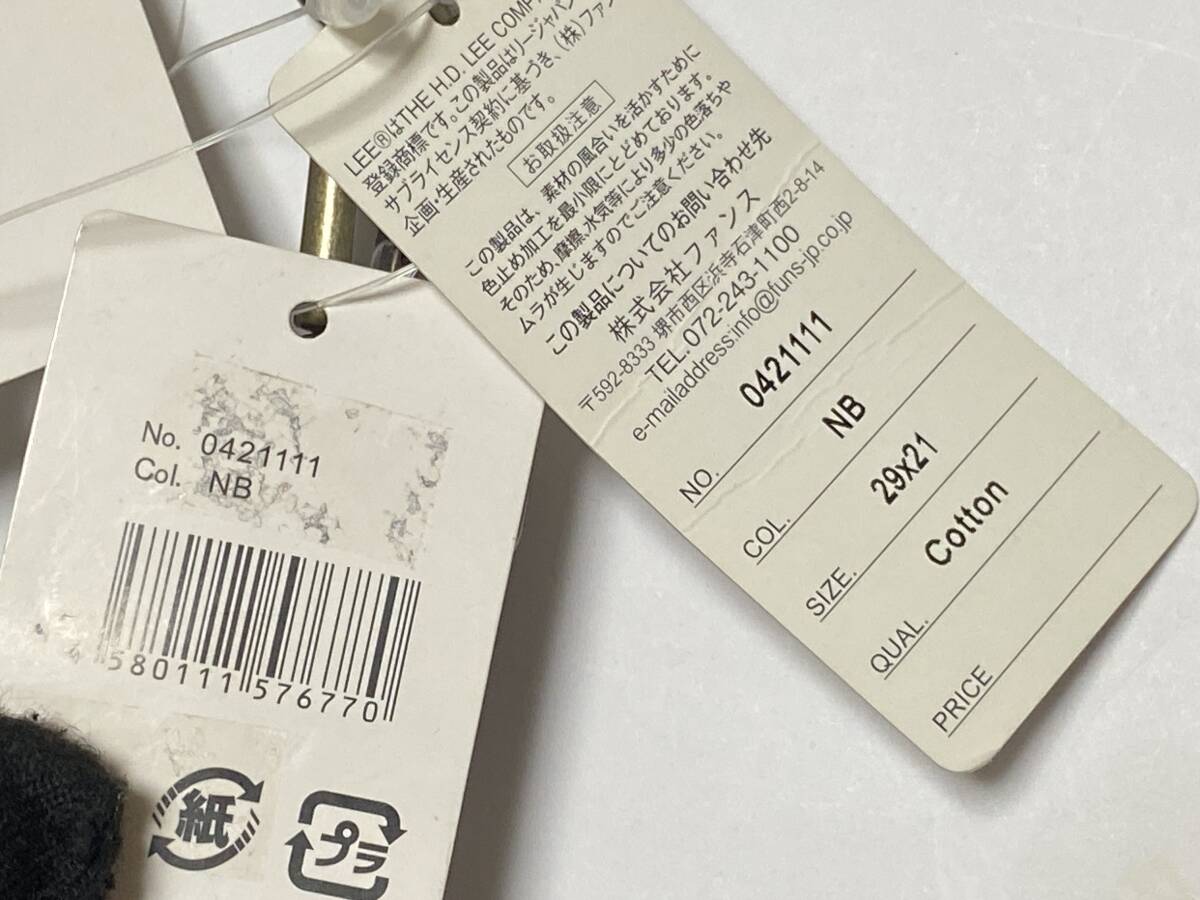 LEE®はTHE H.D. LEE COMP
登録商標です。この製品はリージャパン
サブライセンス契約に基づき、(株)ファン
企画・生産されたものです。
お取扱注意
この製品は、素材の風合いを活かすために
色止め加工を最小限にとどめております。
そのため、摩擦、水気等により多少の色落ちや
ムラが生じますのでご注意ください。
この製品についてのお問い合わせ先
株式会社ファンス
〒592-8333 堺市西区浜寺石津町西2-8-14
TEL. 072-243-1100
e-mailaddress:info@funs-jp.co.jp
NO. 0421111
COL. NB
SIZE. 29x21
QUAL. Cotton
PRICE
No. 0421111
Col. NB
580111 576770
紙
プラ